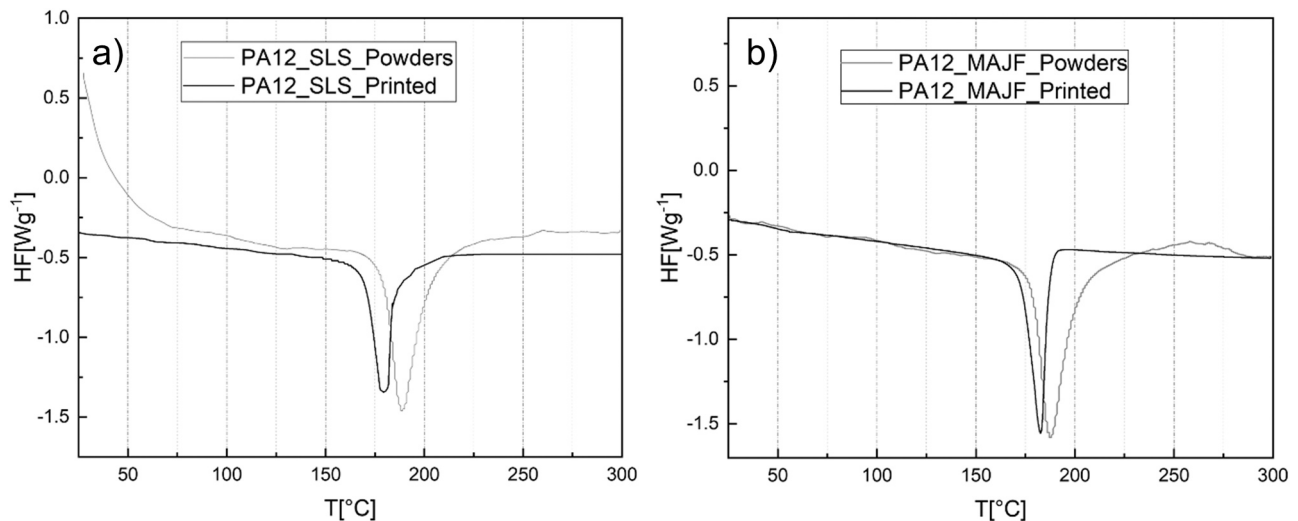 a)
PA12_SLS_Powders
PA12_SLS_Printed
1.0
0.5
0.0
-0.5
-1.0
-1.5
HF[Wg-1]
50 100 150 200 250 300
T[°C]
b)
PA12_MAJF_Powders
PA12_MAJF_Printed
0.5
0.0
-0.5
-1.0
-1.5
HF[Wg-1]
50 100 150 200 250 300
T[°C]